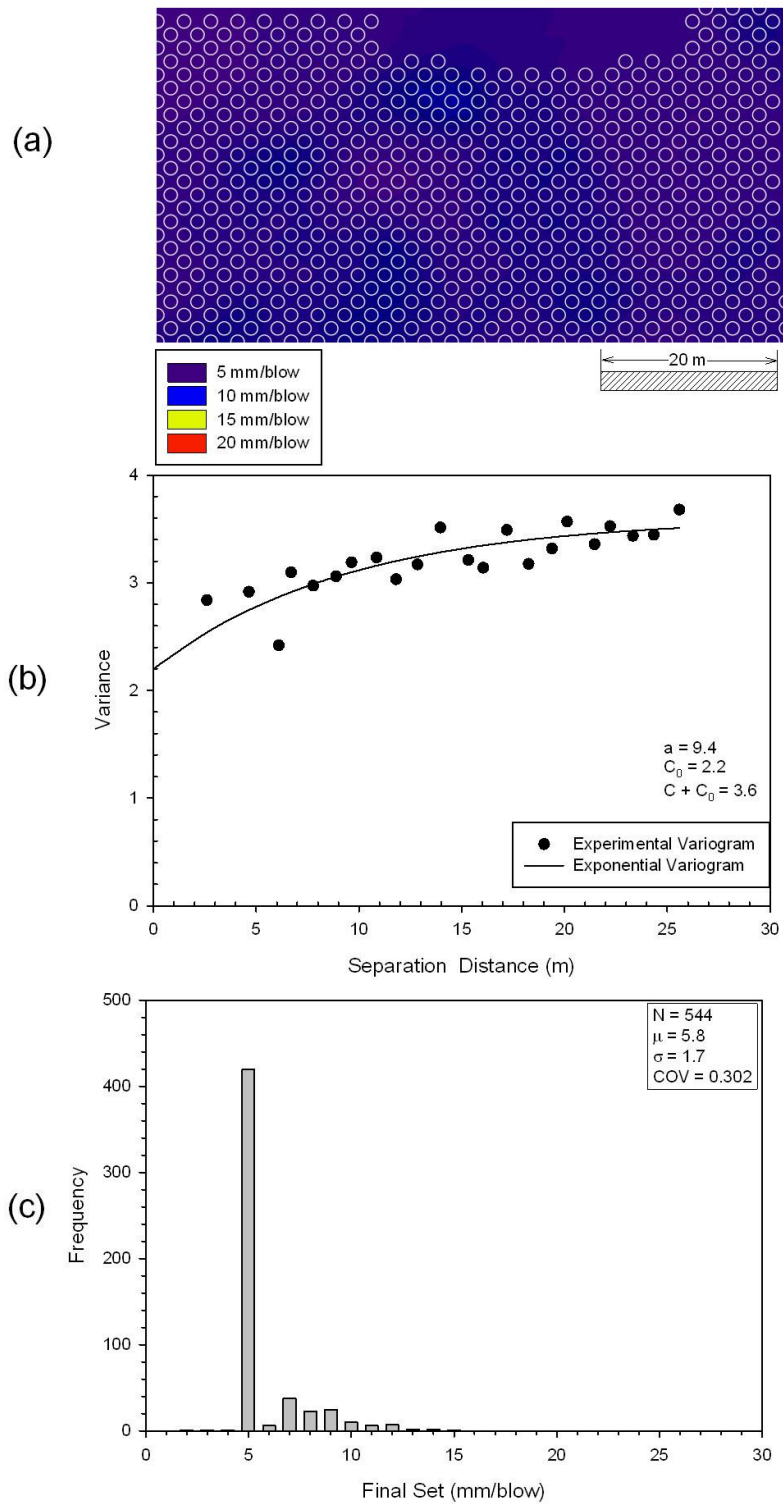 (a)
20 m
5 mm/blow
10 mm/blow
15 mm/blow
20 mm/blow
(b)
4
3
2
1
0
Variance
a = 9.4
C₀ = 2.2
C + C₀ = 3.6
Experimental Variogram
Exponential Variogram
0 5 10 15 20 25 30
Separation Distance (m)
(c)
500
400
300
200
100
0
Frequency
N = 544
μ = 5.8
σ = 1.7
COV = 0.302
0 5 10 15 20 25 30
Final Set (mm/blow)